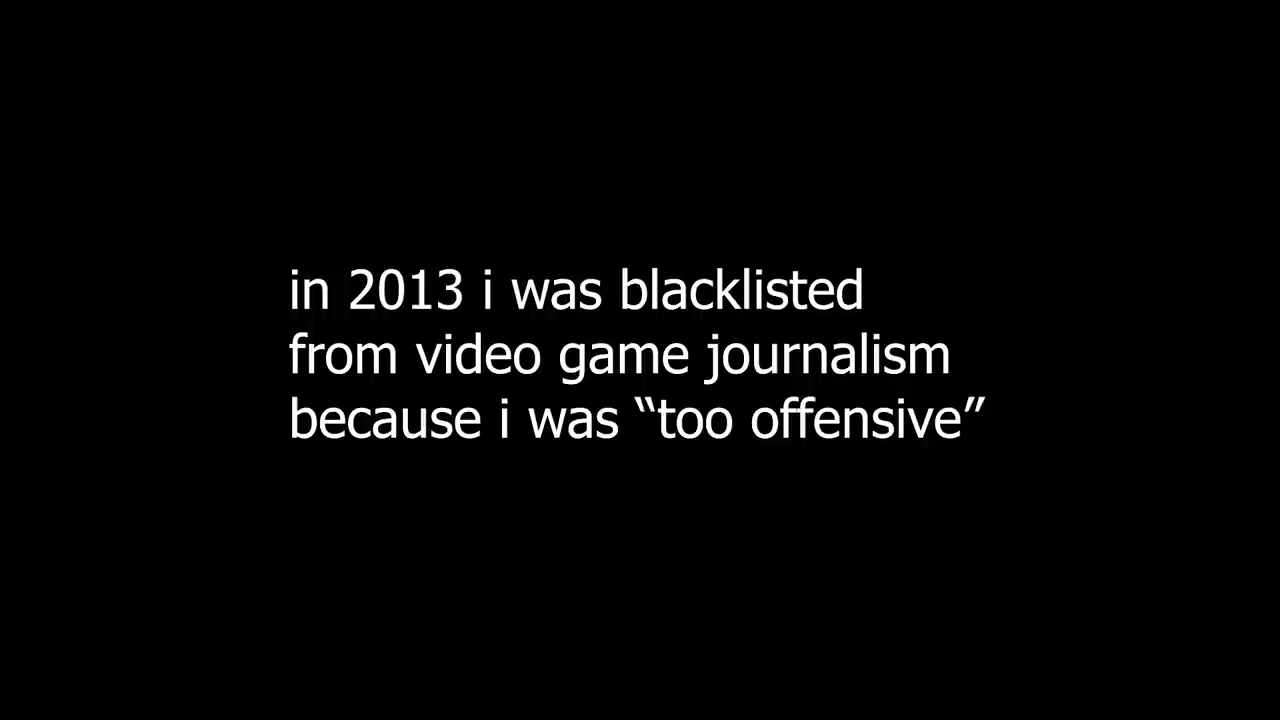 in 2013 i was blacklisted
from video game journalism
because i was “too offensive”